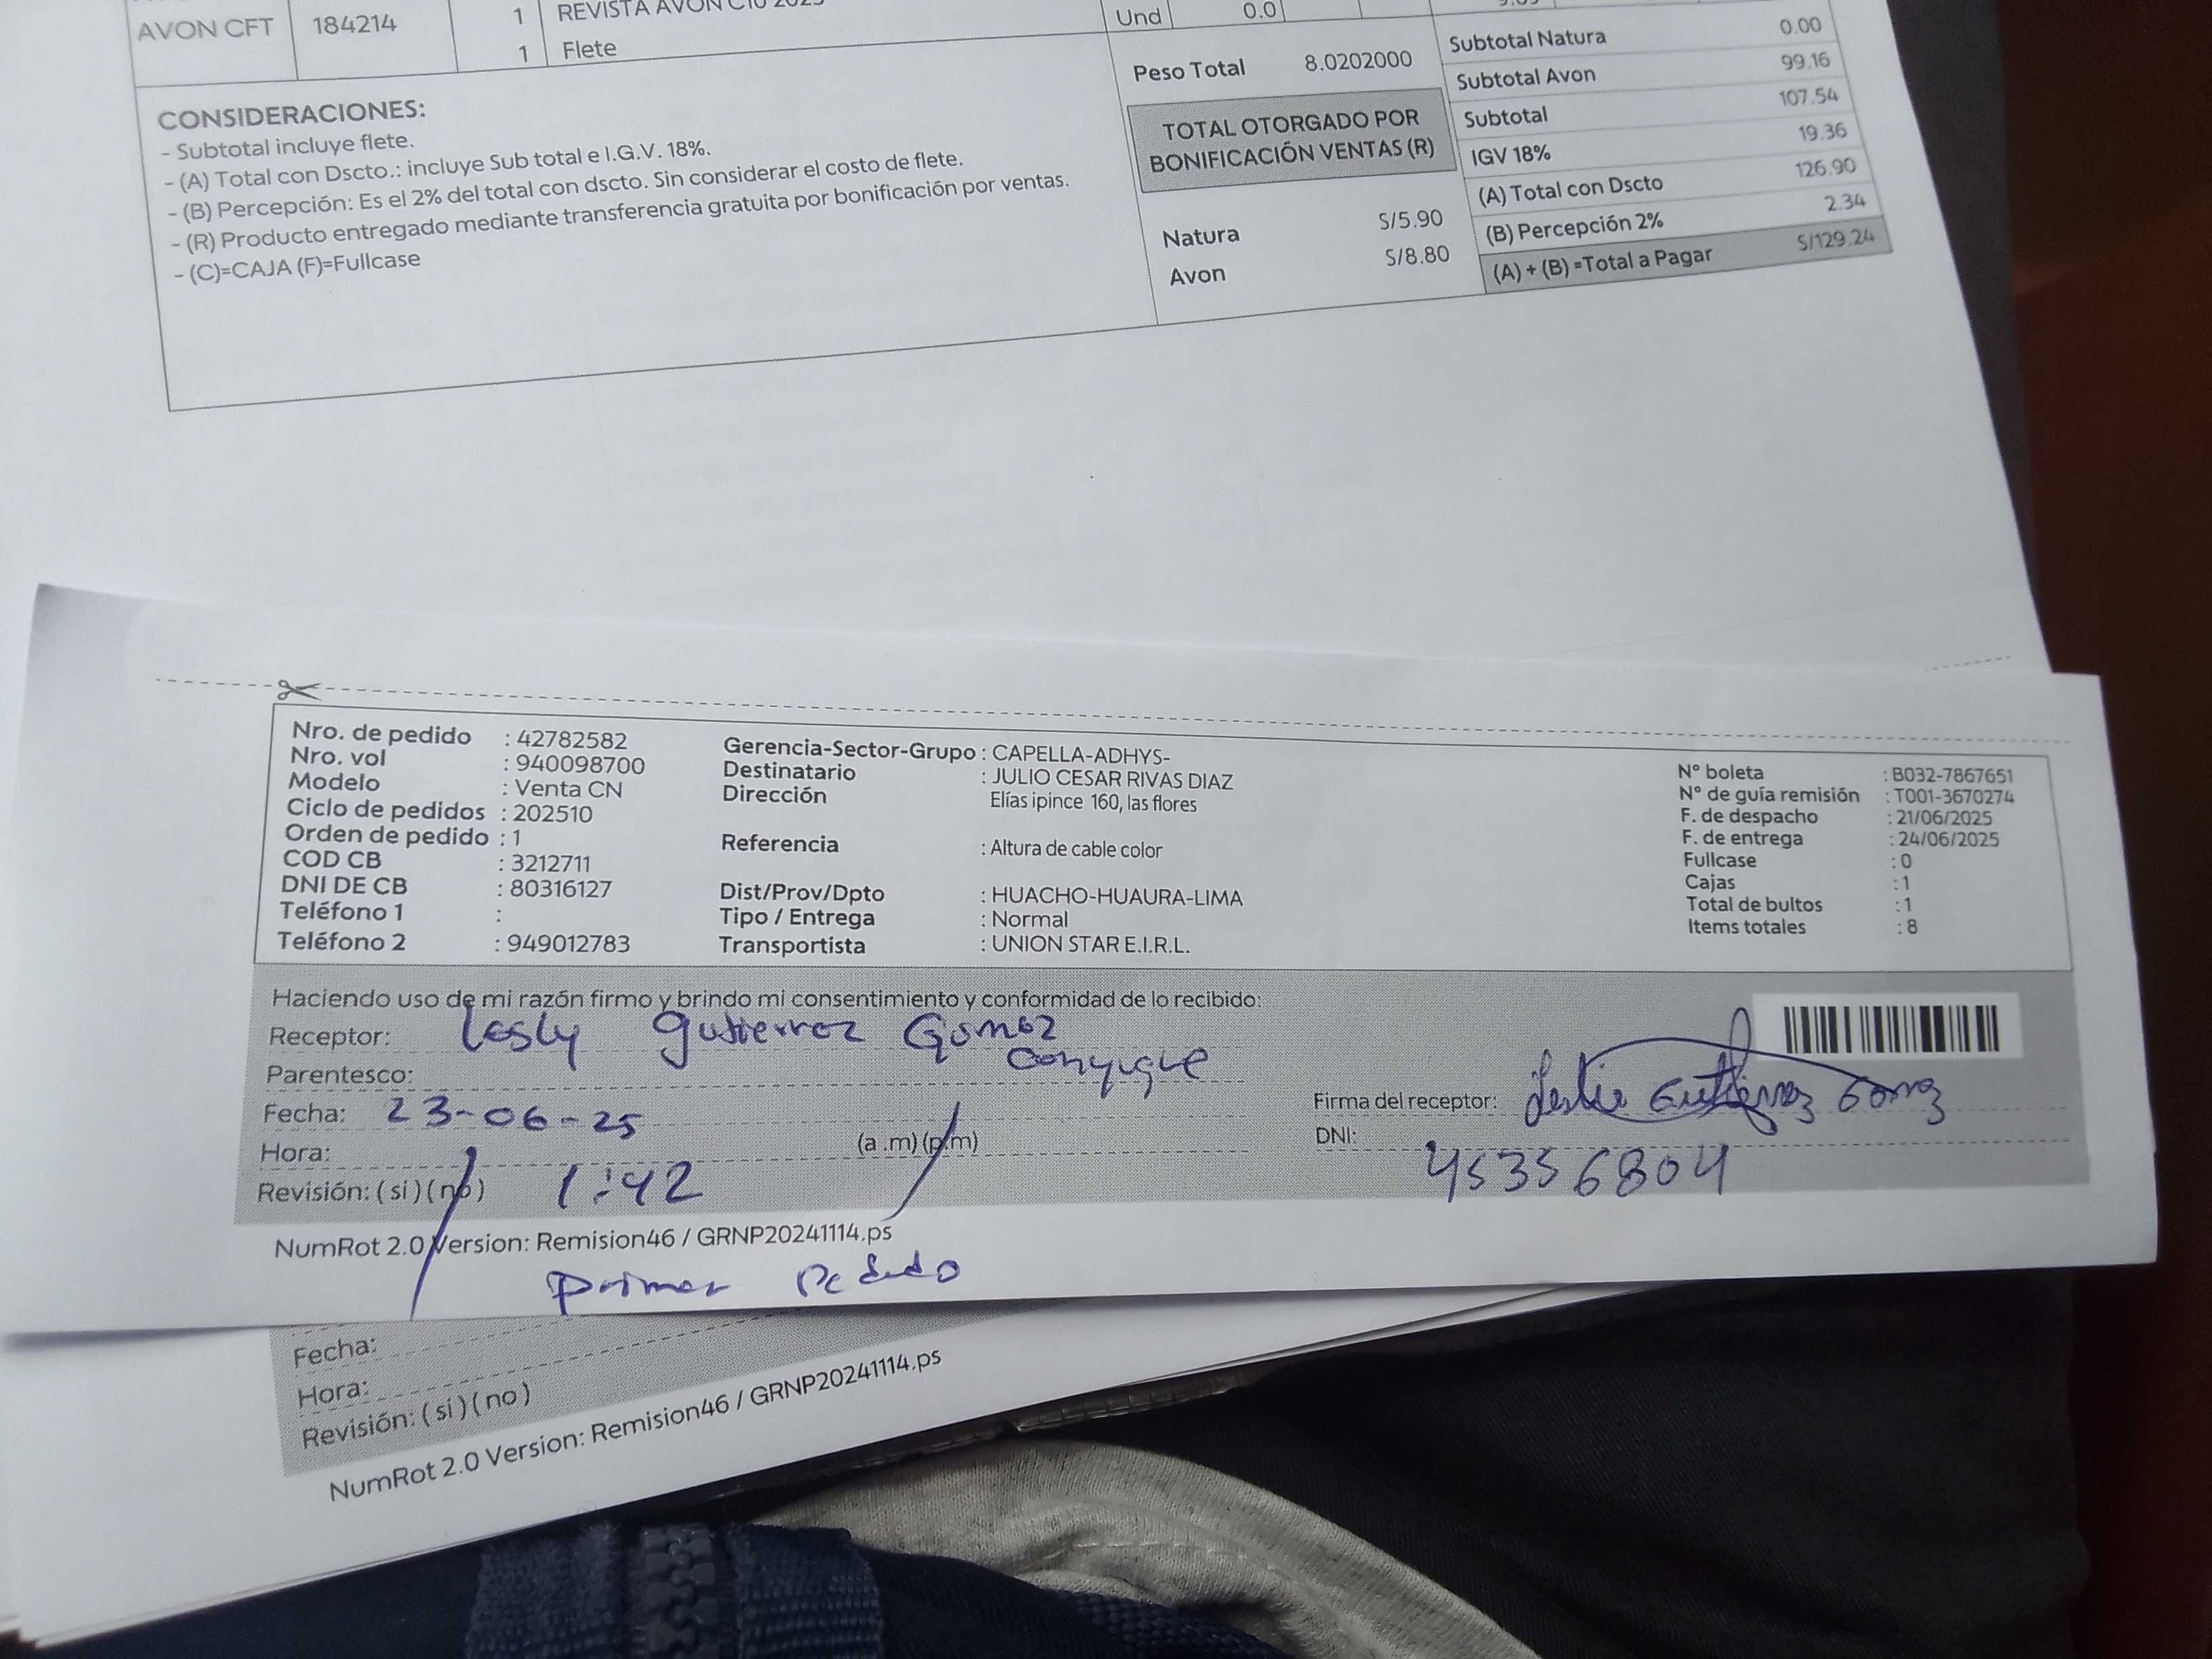 AVON CFT 184214 1 REVISTA AVON C10 2025
1 Flete
Und 0.0
Peso Total 8.0202000
TOTAL OTORGADO POR
BONIFICACIÓN VENTAS (R)
Natura S/5.90
Avon S/8.80
Subtotal Natura 0.00
Subtotal Avon 99.16
Subtotal 107.54
IGV 18% 19.36
(A) Total con Dscto 126.90
(B) Percepción 2% 2.34
(A) + (B) =Total a Pagar S/129.24
CONSIDERACIONES:
- Subtotal incluye flete.
- (A) Total con Dscto.: incluye Sub total e I.G.V. 18%.
- (B) Percepción: Es el 2% del total con dscto. Sin considerar el costo de flete.
- (R) Producto entregado mediante transferencia gratuita por bonificación por ventas.
- (C)=CAJA (F)=Fullcase
Nro. de pedido : 42782582
Nro. vol : 940098700
Modelo : Venta CN
Ciclo de pedidos : 202510
Orden de pedido : 1
COD CB : 3212711
DNI DE CB : 80316127
Teléfono 1 :
Teléfono 2 : 949012783
Gerencia-Sector-Grupo : CAPELLA-ADHYS-
Destinatario : JULIO CESAR RIVAS DIAZ
Dirección Elías ipince 160, las flores
Referencia : Altura de cable color
Dist/Prov/Dpto : HUACHO-HUAURA-LIMA
Tipo / Entrega : Normal
Transportista : UNION STAR E.I.R.L.
N° boleta : B032-7867651
N° de guía remisión : T001-3670274
F. de despacho : 21/06/2025
F. de entrega : 24/06/2025
Fullcase : 0
Cajas : 1
Total de bultos : 1
Items totales : 8
Haciendo uso de mi razón firmo y brindo mi consentimiento y conformidad de lo recibido:
Receptor: Lesly Gutierrez Gomez
Parentesco: Conyugue
Fecha: 23-06-25
Hora: (a .m) (p.m)
Revisión: ( si ) ( no ) 1:42
Firma del receptor: Leslie Gutierrez Gomez
DNI: 45356804
NumRot 2.0 Version: Remision46 / GRNP20241114.ps
Primer Pedido
Fecha:
Hora:
Revisión: ( si ) ( no )
NumRot 2.0 Version: Remision46 / GRNP20241114.ps